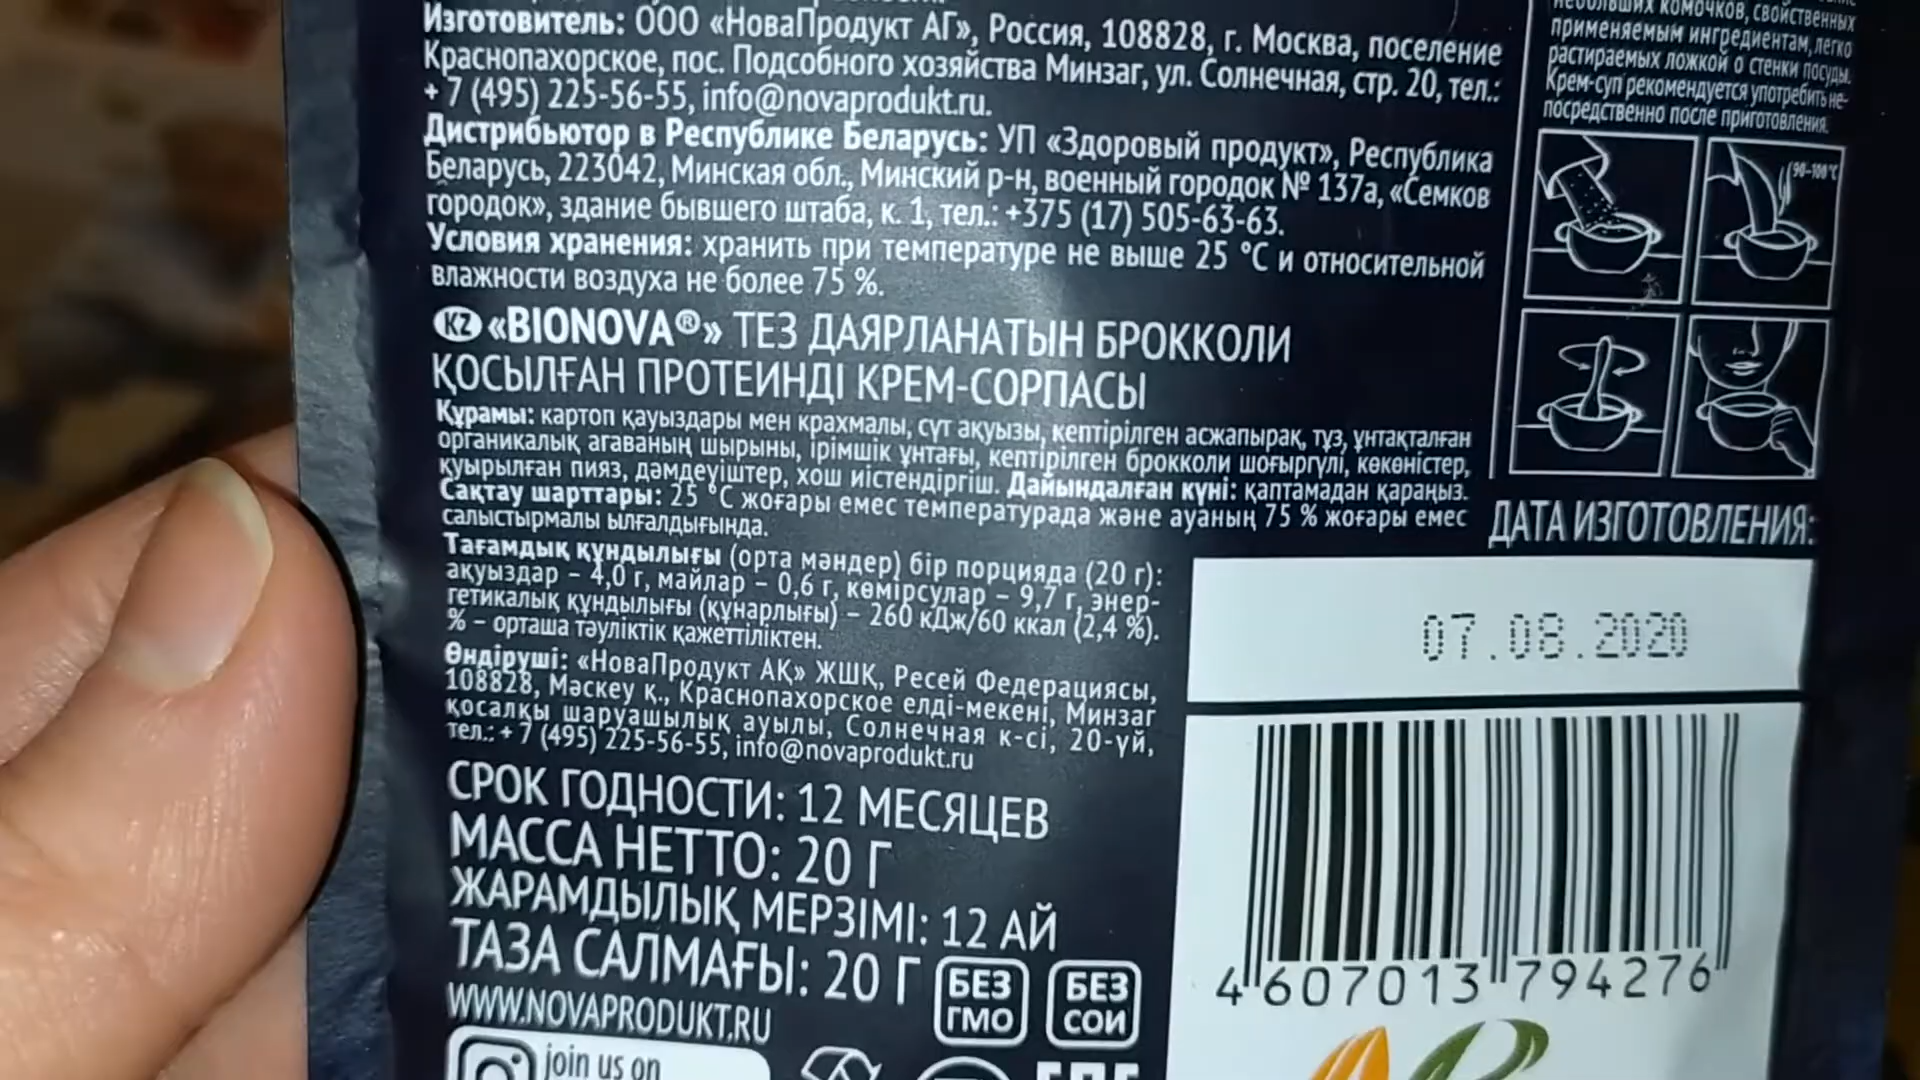 Изготовитель: ООО «НоваПродукт АГ», Россия, 108828, г. Москва, поселение
Краснопахорское, пос. Подсобного хозяйства Минзаг, ул. Солнечная, стр. 20, тел.:
+ 7 (495) 225-56-55, info@novaprodukt.ru.
Дистрибьютор в Республике Беларусь: УП «Здоровый продукт», Республика
Беларусь, 223042, Минская обл., Минский р-н, военный городок № 137а, «Семков
городок», здание бывшего штаба, к. 1, тел.: +375 (17) 505-63-63.
Условия хранения: хранить при температуре не выше 25 °С и относительной
влажности воздуха не более 75 %.
KZ «BIONOVA®» ТЕЗ ДАЯРЛАНАТЫН БРОККОЛИ
ҚОСЫЛҒАН ПРОТЕИНДІ КРЕМ-СОРПАСЫ
Құрамы: картоп қауыздары мен крахмалы, сүт ақуызы, кептірілген асжапырақ, тұз, ұнтақталған
органикалық агаваның шырыны, ірімшік ұнтағы, кептірілген брокколи шоғыргүлі, көкөністер,
қуырылған пияз, дәмдеуіштер, хош иістендіргіш. Дайындалған күні: қаптамадан қараңыз.
Сақтау шарттары: 25 °С жоғары емес температурада және ауаның 75 % жоғары емес
салыстырмалы ылғалдығында.
Тағамдық құндылығы (орта мәндер) бір порцияда (20 г):
ақуыздар – 4,0 г, майлар – 0,6 г, көмірсулар – 9,7 г, энер-
гетикалық құндылығы (құнарлығы) – 260 кДж/60 ккал (2,4 %).
% – орташа тәуліктік қажеттіліктен.
Өндіруші: «НоваПродукт АҚ» ЖШҚ, Ресей Федерациясы,
108828, Мәскеу қ., Краснопахорское елді-мекені, Минзаг
қосалқы шаруашылық ауылы, Солнечная к-сі, 20-үй,
тел.: + 7 (495) 225-56-55, info@novaprodukt.ru
СРОК ГОДНОСТИ: 12 МЕСЯЦЕВ
МАССА НЕТТО: 20 Г
ЖАРАМДЫЛЫҚ МЕРЗІМІ: 12 АЙ
ТАЗА САЛМАҒЫ: 20 Г
WWW.NOVAPRODUKT.RU
БЕЗ
ГМО
БЕЗ
СОИ
join us on
небольших комочков, свойственных
применяемым ингредиентам, легко
растираемых ложкой о стенки посуды.
Крем-суп рекомендуется употребить не-
посредственно после приготовления.
90–100°С
ДАТА ИЗГОТОВЛЕНИЯ:
07.08.2020
4 607013 794276